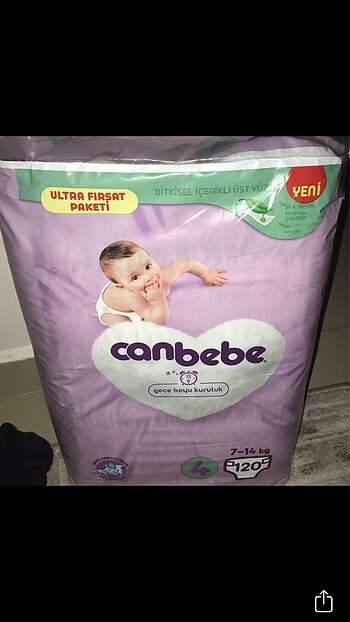 ULTRA FIRSAT
PAKETİ
BİTKİSEL İÇERİKLİ ÜST YÜZ
YENİ
canbebe
gece boyu kuruluk
7-14 kg
4
120